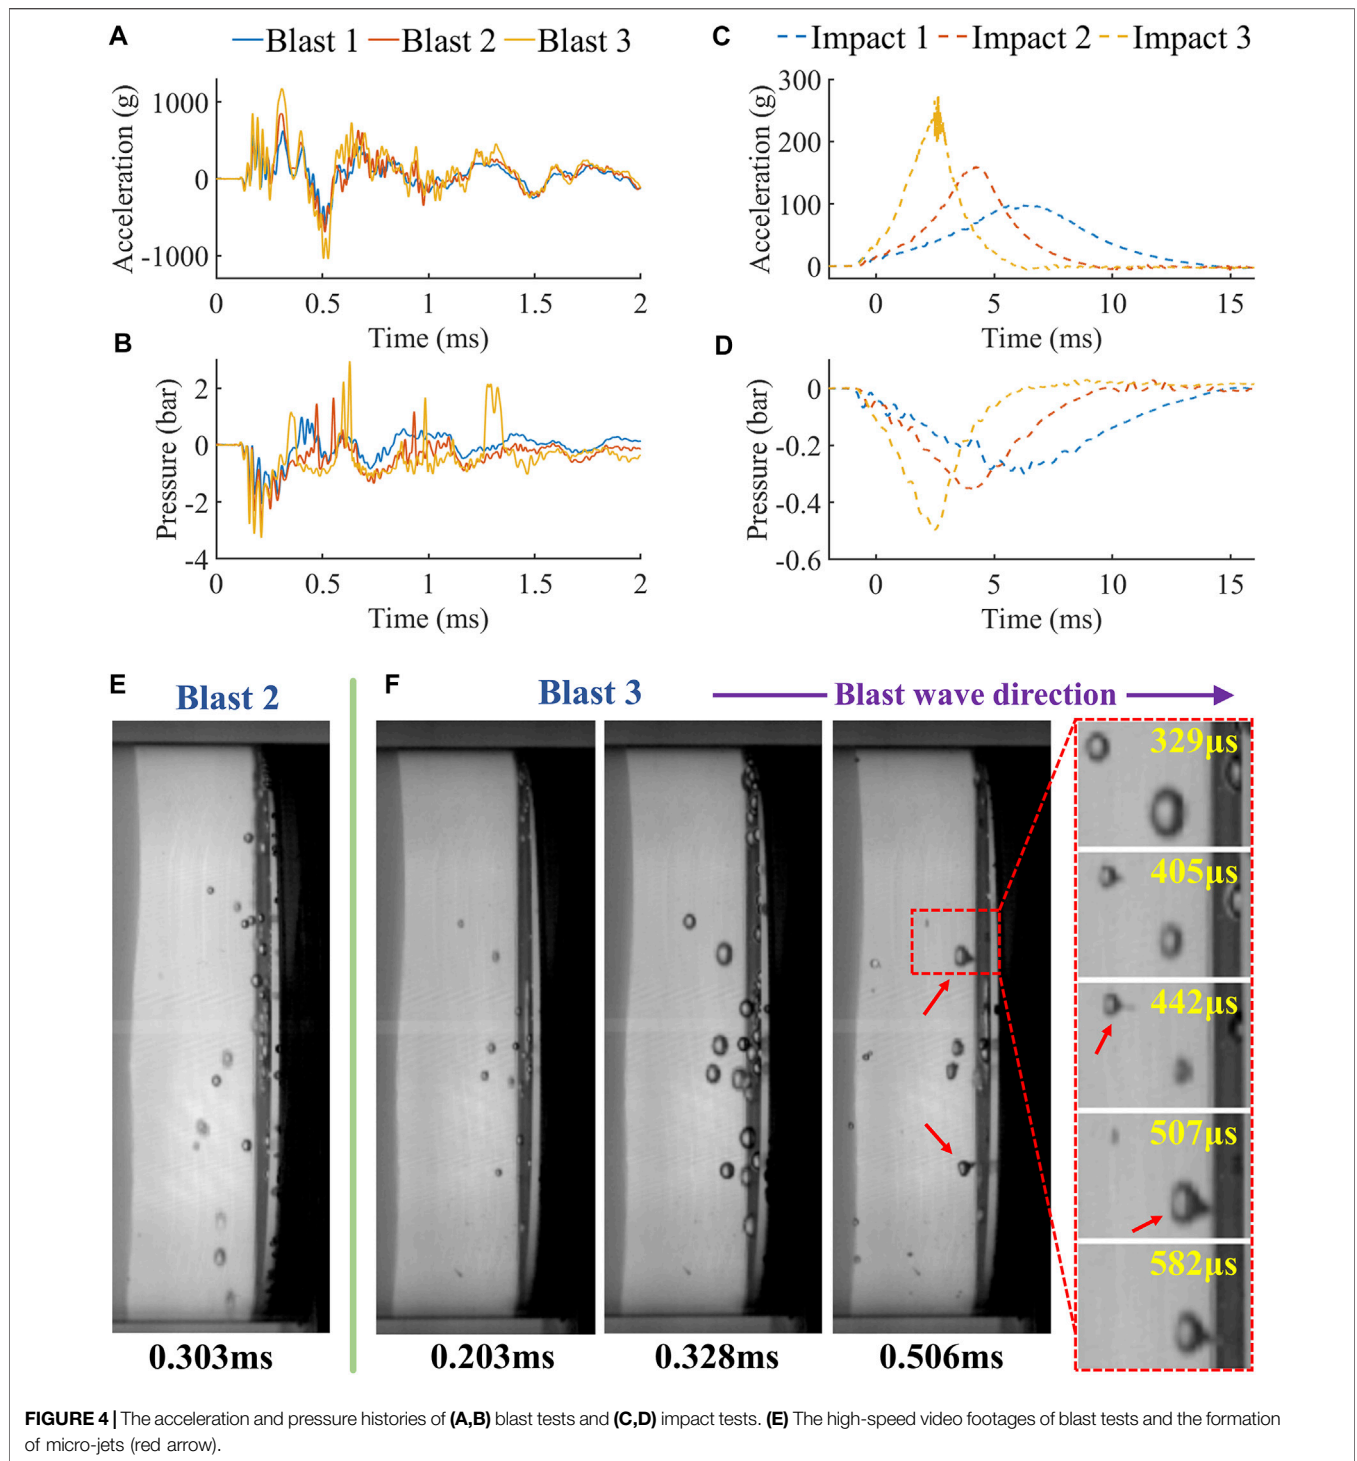 A
Blast 1 Blast 2 Blast 3
Acceleration (g)
1000
0
-1000
0 0.5 1 1.5 2
Time (ms)
B
Pressure (bar)
2
0
-2
-4
0 0.5 1 1.5 2
Time (ms)
C
Impact 1 Impact 2 Impact 3
Acceleration (g)
300
200
100
0
0 5 10 15
Time (ms)
D
Pressure (bar)
0
-0.2
-0.4
-0.6
0 5 10 15
Time (ms)
E
Blast 2
0.303ms
F
Blast 3
Blast wave direction
0.203ms
0.328ms
0.506ms
329μs
405μs
442μs
507μs
582μs
FIGURE 4 | The acceleration and pressure histories of (A,B) blast tests and (C,D) impact tests. (E) The high-speed video footages of blast tests and the formation
of micro-jets (red arrow).